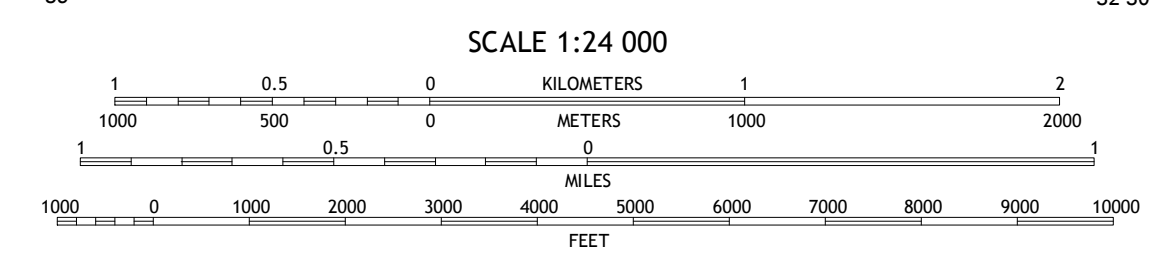 SCALE 1:24 000
1 0.5 0 KILOMETERS 1 2
1000 500 0 METERS 1000 2000
1 0.5 0 1
MILES
1000 0 1000 2000 3000 4000 5000 6000 7000 8000 9000 10000
FEET